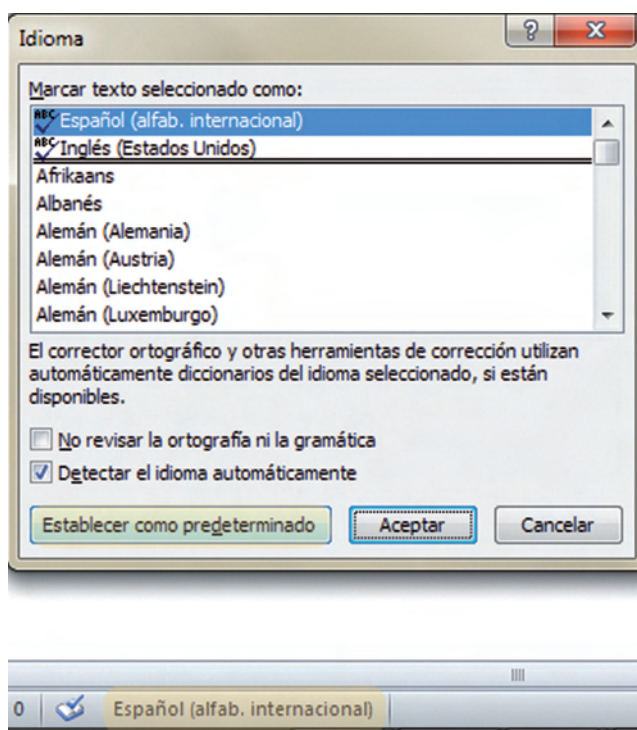 Idioma
Marcar texto seleccionado como:
ABC Español (alfab. internacional)
ABC Inglés (Estados Unidos)
Afrikaans
Albanés
Alemán (Alemania)
Alemán (Austria)
Alemán (Liechtenstein)
Alemán (Luxemburgo)
El corrector ortográfico y otras herramientas de corrección utilizan
automáticamente diccionarios del idioma seleccionado, si están
disponibles.
No revisar la ortografía ni la gramática
Detectar el idioma automáticamente
Establecer como predeterminado Aceptar Cancelar
0 Español (alfab. internacional)